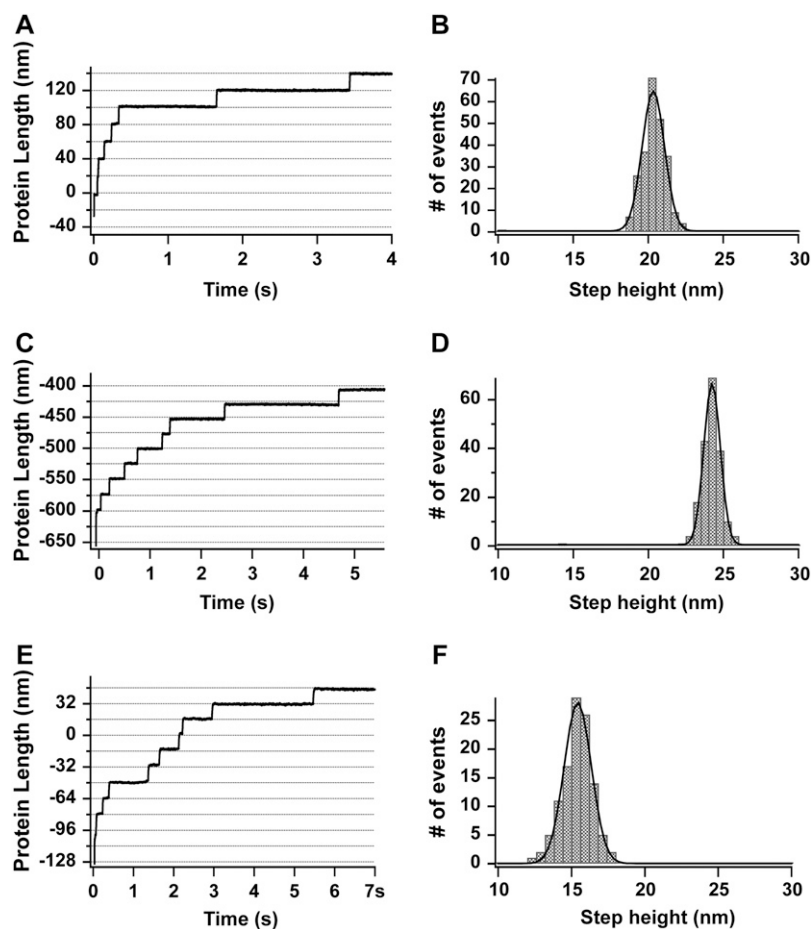 A
Protein Length (nm)
120
80
40
0
-40
0 1 2 3 4
Time (s)
B
# of events
70
60
50
40
30
20
10
0
10 15 20 25 30
Step height (nm)
C
Protein Length (nm)
-400
-450
-500
-550
-600
-650
0 1 2 3 4 5
Time (s)
D
# of events
60
40
20
0
10 15 20 25 30
Step height (nm)
E
Protein Length (nm)
32
0
-32
-64
-96
-128
0 1 2 3 4 5 6 7s
Time (s)
F
# of events
25
20
15
10
5
0
10 15 20 25 30
Step height (nm)